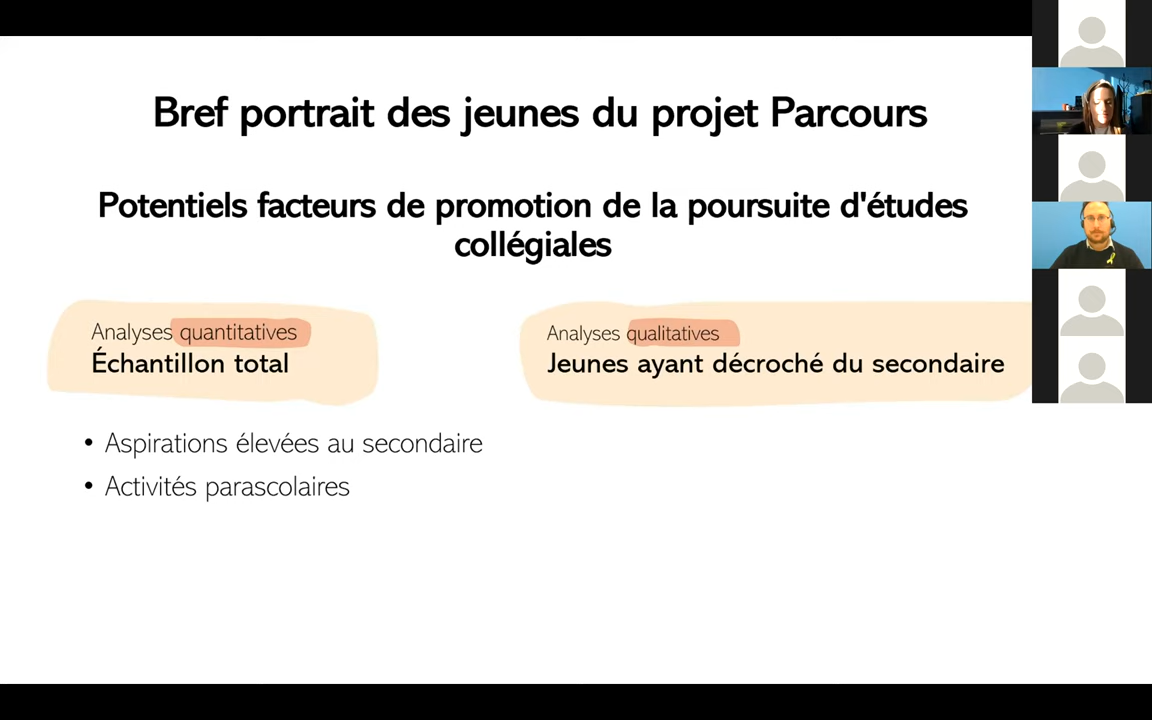 Bref portrait des jeunes du projet Parcours
Potentiels facteurs de promotion de la poursuite d'études
collégiales
Analyses quantitatives
Échantillon total
Analyses qualitatives
Jeunes ayant décroché du secondaire
• Aspirations élevées au secondaire
• Activités parascolaires